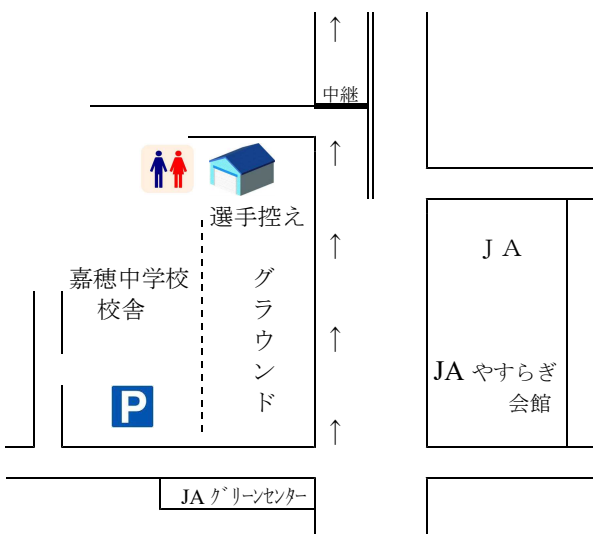 ↑
中継
↑
選手控え
↑
J A
嘉穂中学校
校舎
グラウンド
↑
JA やすらぎ
会館
P
↑
JA グリーンセンター